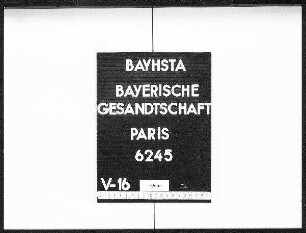 BAYHSTA
BAYERISCHE
GESANDTSCHAFT
PARIS
6245
V-16